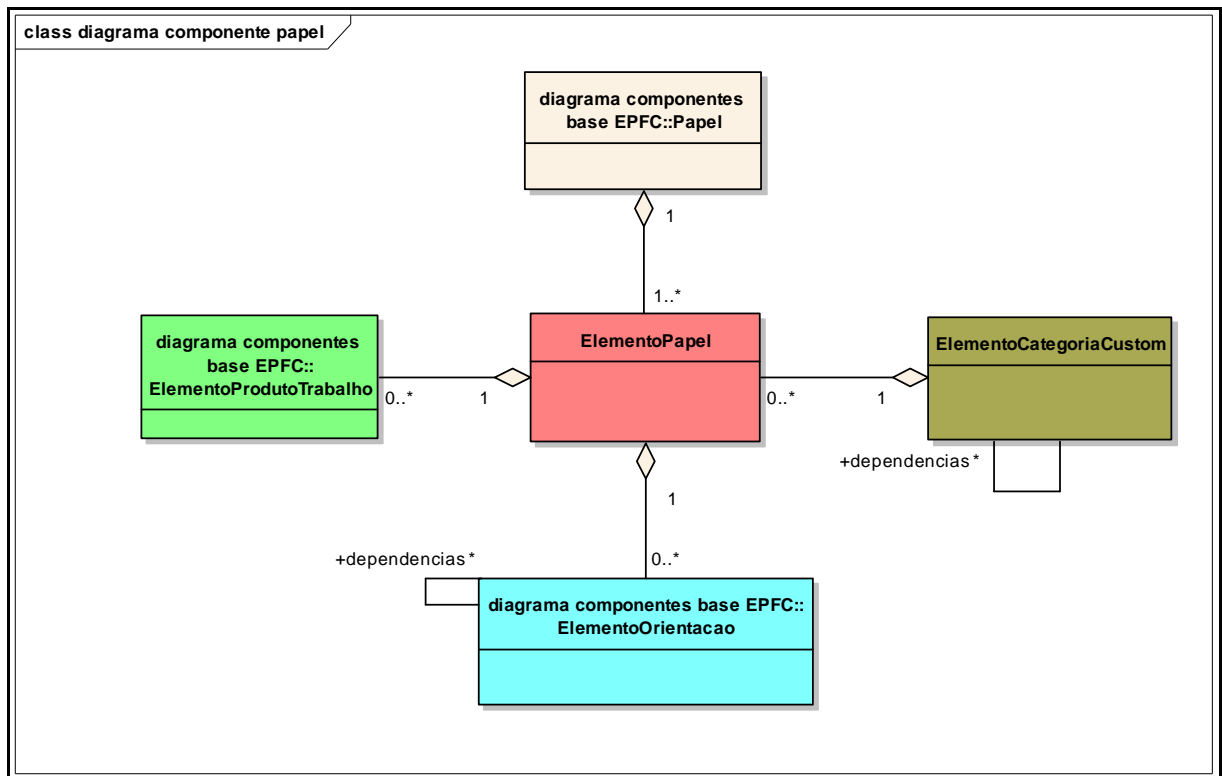 class diagrama componente papel
diagrama componentes
base EPFC::Papel
1
1..*
diagrama componentes
base EPFC::
ElementoProdutoTrabalho
0..*
1
ElementoPapel
0..*
1
ElementoCategoriaCustom
+dependencias *
1
0..*
+dependencias *
diagrama componentes base EPFC::
ElementoOrientacao